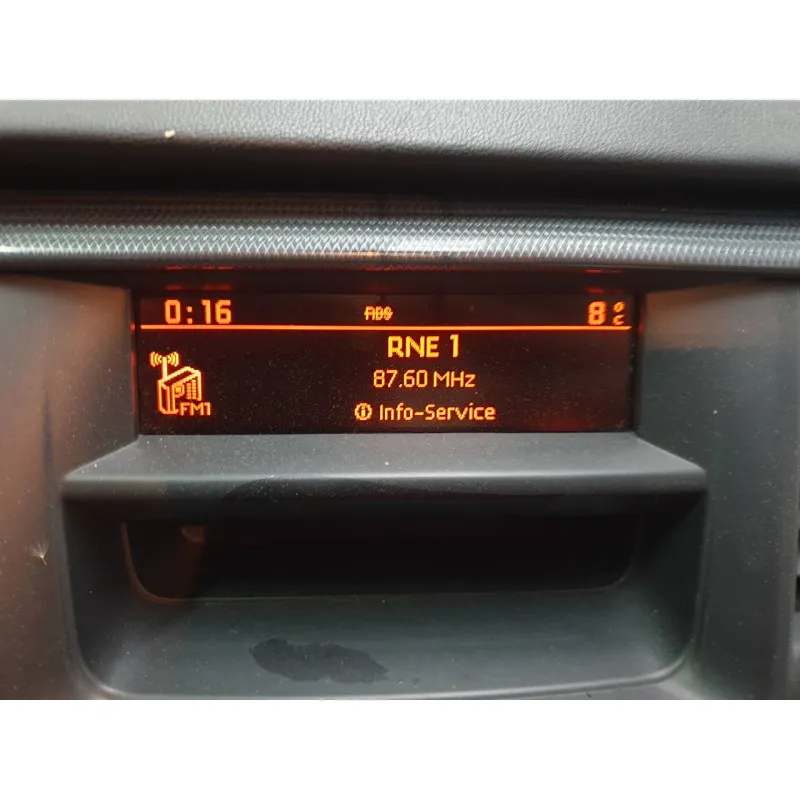 0:16 RDS 8°C
RNE 1
87.60 MHz
FM1
ⓘ Info-Service